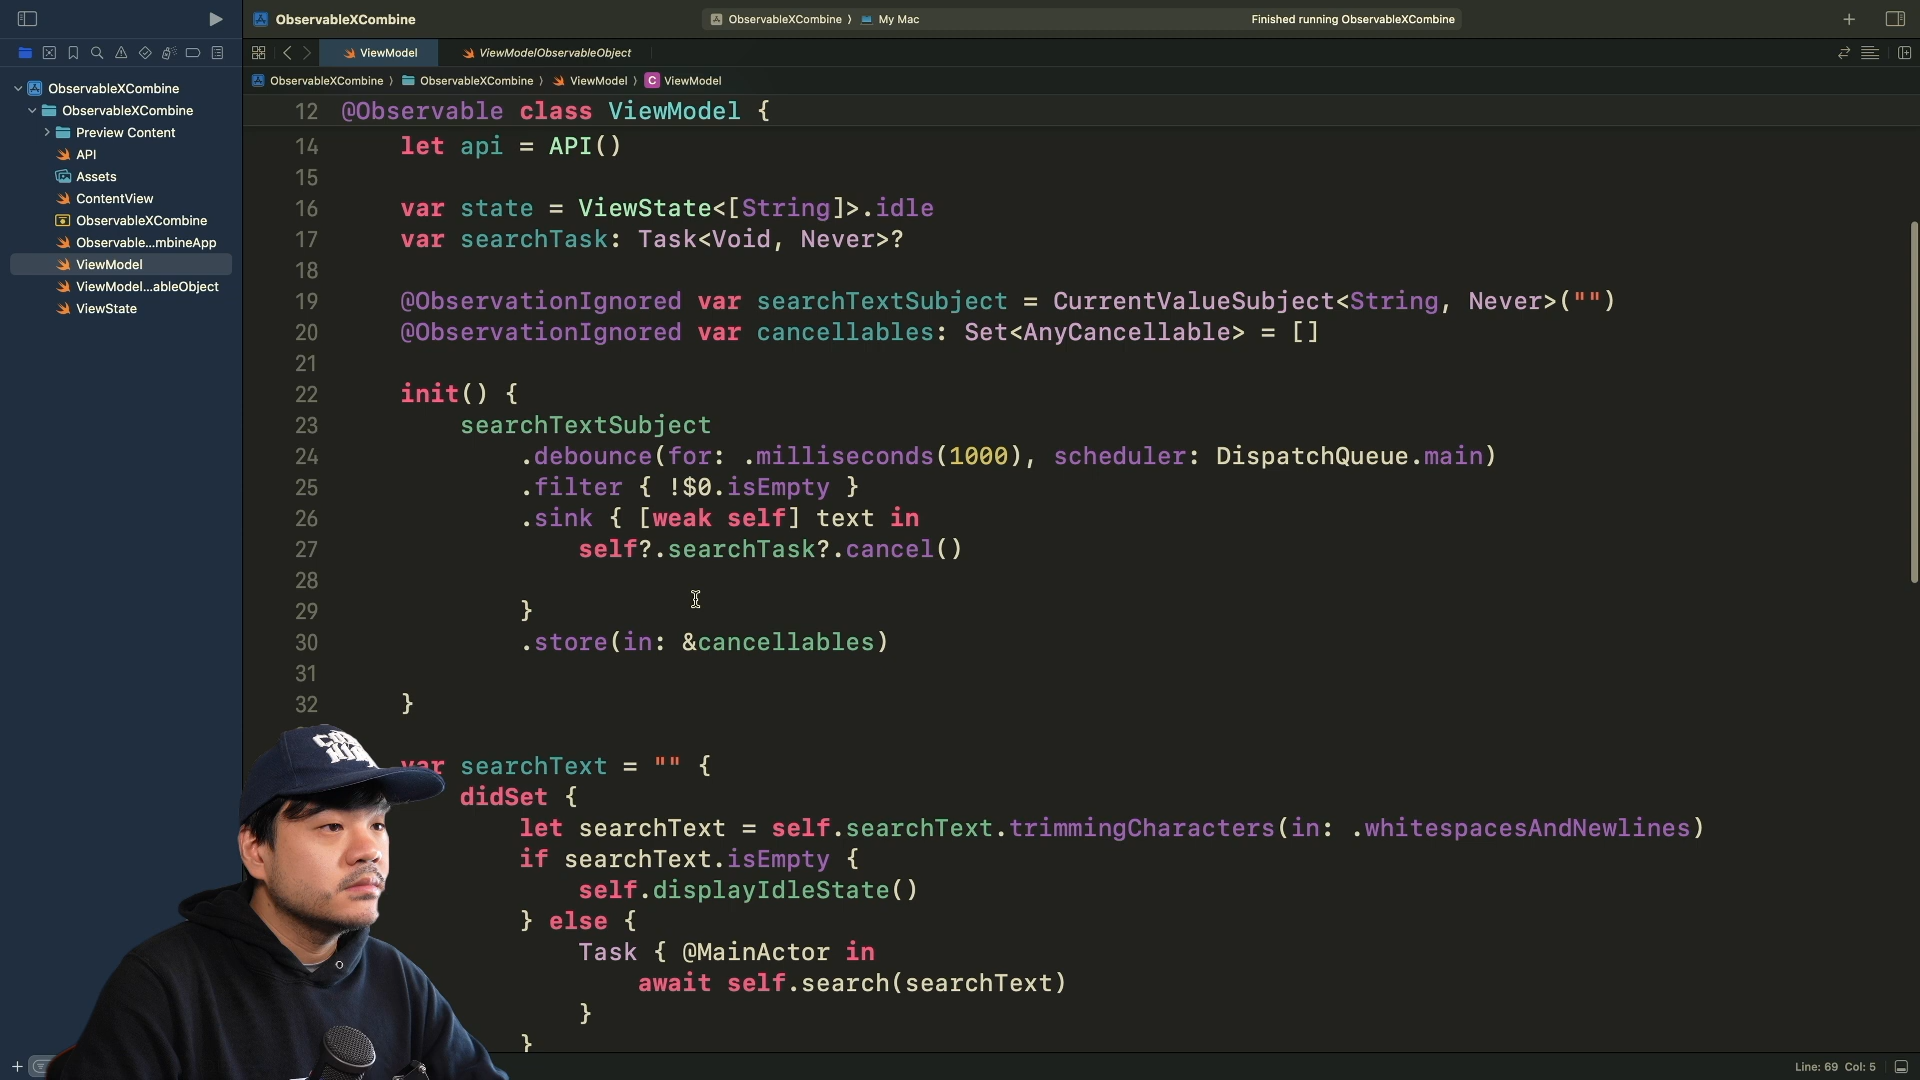 ObservableXCombine
ObservableXCombine 〉 My Mac
Finished running ObservableXCombine
ViewModel
ViewModelObservableObject
ObservableXCombine 〉 ObservableXCombine 〉 ViewModel 〉 C ViewModel
ObservableXCombine
ObservableXCombine
Preview Content
API
Assets
ContentView
ObservableXCombine
Observable...mbineApp
ViewModel
ViewModel...ableObject
ViewState
12 @Observable class ViewModel {
14 let api = API()
15
16 var state = ViewState<[String]>.idle
17 var searchTask: Task<Void, Never>?
18
19 @ObservationIgnored var searchTextSubject = CurrentValueSubject<String, Never>("")
20 @ObservationIgnored var cancellables: Set<AnyCancellable> = []
21
22 init() {
23 searchTextSubject
24 .debounce(for: .milliseconds(1000), scheduler: DispatchQueue.main)
25 .filter { !$0.isEmpty }
26 .sink { [weak self] text in
27 self?.searchTask?.cancel()
28
29 }
30 .store(in: &cancellables)
31
32 }
var searchText = "" {
didSet {
let searchText = self.searchText.trimmingCharacters(in: .whitespacesAndNewlines)
if searchText.isEmpty {
self.displayIdleState()
} else {
Task { @MainActor in
await self.search(searchText)
}
}
Line: 69 Col: 5